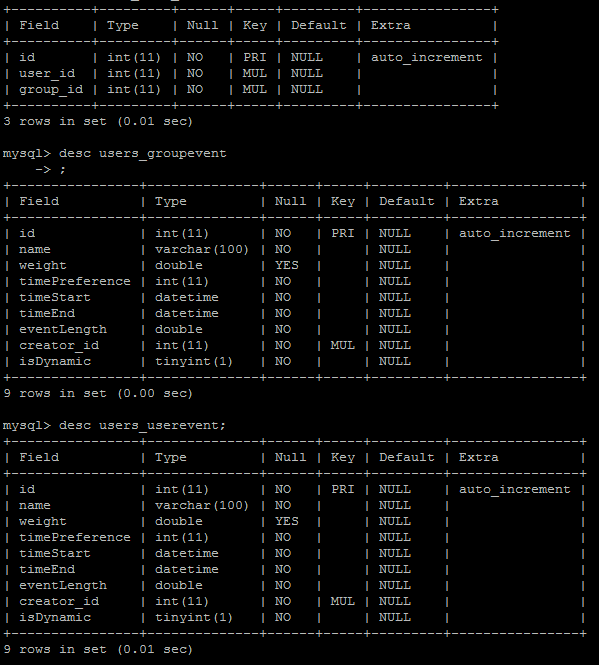 +----------+---------+------+-----+---------+----------------+
| Field    | Type    | Null | Key | Default | Extra          |
+----------+---------+------+-----+---------+----------------+
| id       | int(11) | NO   | PRI | NULL    | auto_increment |
| user_id  | int(11) | NO   | MUL | NULL    |                |
| group_id | int(11) | NO   | MUL | NULL    |                |
+----------+---------+------+-----+---------+----------------+
3 rows in set (0.01 sec)
mysql> desc users_groupevent
    -> ;
+----------------+--------------+------+-----+---------+----------------+
| Field          | Type         | Null | Key | Default | Extra          |
+----------------+--------------+------+-----+---------+----------------+
| id             | int(11)      | NO   | PRI | NULL    | auto_increment |
| name           | varchar(100) | NO   |     | NULL    |                |
| weight         | double       | YES  |     | NULL    |                |
| timePreference | int(11)      | NO   |     | NULL    |                |
| timeStart      | datetime     | NO   |     | NULL    |                |
| timeEnd        | datetime     | NO   |     | NULL    |                |
| eventLength    | double       | NO   |     | NULL    |                |
| creator_id     | int(11)      | NO   | MUL | NULL    |                |
| isDynamic      | tinyint(1)   | NO   |     | NULL    |                |
+----------------+--------------+------+-----+---------+----------------+
9 rows in set (0.00 sec)
mysql> desc users_userevent;
+----------------+--------------+------+-----+---------+----------------+
| Field          | Type         | Null | Key | Default | Extra          |
+----------------+--------------+------+-----+---------+----------------+
| id             | int(11)      | NO   | PRI | NULL    | auto_increment |
| name           | varchar(100) | NO   |     | NULL    |                |
| weight         | double       | YES  |     | NULL    |                |
| timePreference | int(11)      | NO   |     | NULL    |                |
| timeStart      | datetime     | NO   |     | NULL    |                |
| timeEnd        | datetime     | NO   |     | NULL    |                |
| eventLength    | double       | NO   |     | NULL    |                |
| creator_id     | int(11)      | NO   | MUL | NULL    |                |
| isDynamic      | tinyint(1)   | NO   |     | NULL    |                |
+----------------+--------------+------+-----+---------+----------------+
9 rows in set (0.01 sec)